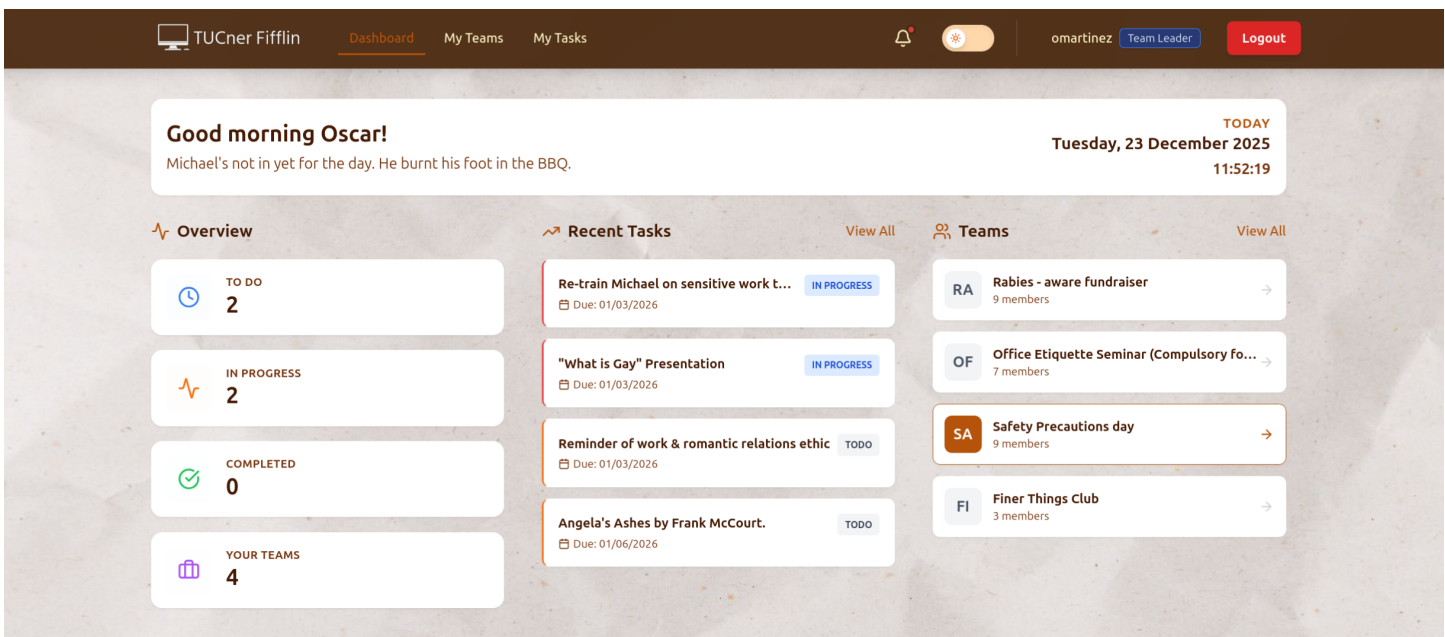 TUCner Fifflin
Dashboard
My Teams
My Tasks
omartinez
Team Leader
Logout
Good morning Oscar!
Michael's not in yet for the day. He burnt his foot in the BBQ.
TODAY
Tuesday, 23 December 2025
11:52:19
Overview
TO DO
2
IN PROGRESS
2
COMPLETED
0
YOUR TEAMS
4
Recent Tasks
View All
Re-train Michael on sensitive work t...
IN PROGRESS
Due: 01/03/2026
"What is Gay" Presentation
IN PROGRESS
Due: 01/03/2026
Reminder of work & romantic relations ethic
TODO
Due: 01/03/2026
Angela's Ashes by Frank McCourt.
TODO
Due: 01/06/2026
Teams
View All
RA
Rabies - aware fundraiser
9 members
OF
Office Etiquette Seminar (Compulsory fo...
7 members
SA
Safety Precautions day
9 members
FI
Finer Things Club
3 members